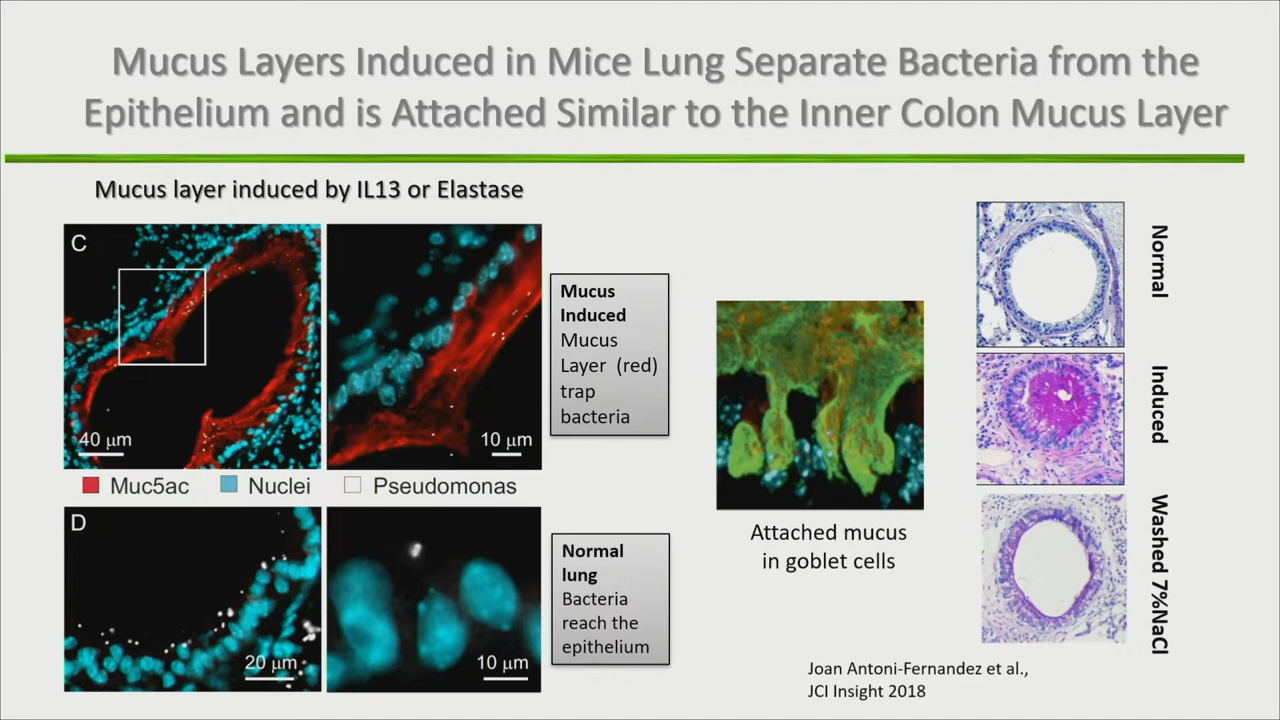 Mucus Layers Induced in Mice Lung Separate Bacteria from the
Epithelium and is Attached Similar to the Inner Colon Mucus Layer
Mucus layer induced by IL13 or Elastase
C
40 µm
10 µm
Mucus
Induced
Mucus
Layer (red)
trap
bacteria
Muc5ac Nuclei Pseudomonas
D
20 µm
10 µm
Normal
lung
Bacteria
reach the
epithelium
Attached mucus
in goblet cells
Normal
Induced
Washed 7%NaCl
Joan Antoni-Fernandez et al.,
JCI Insight 2018